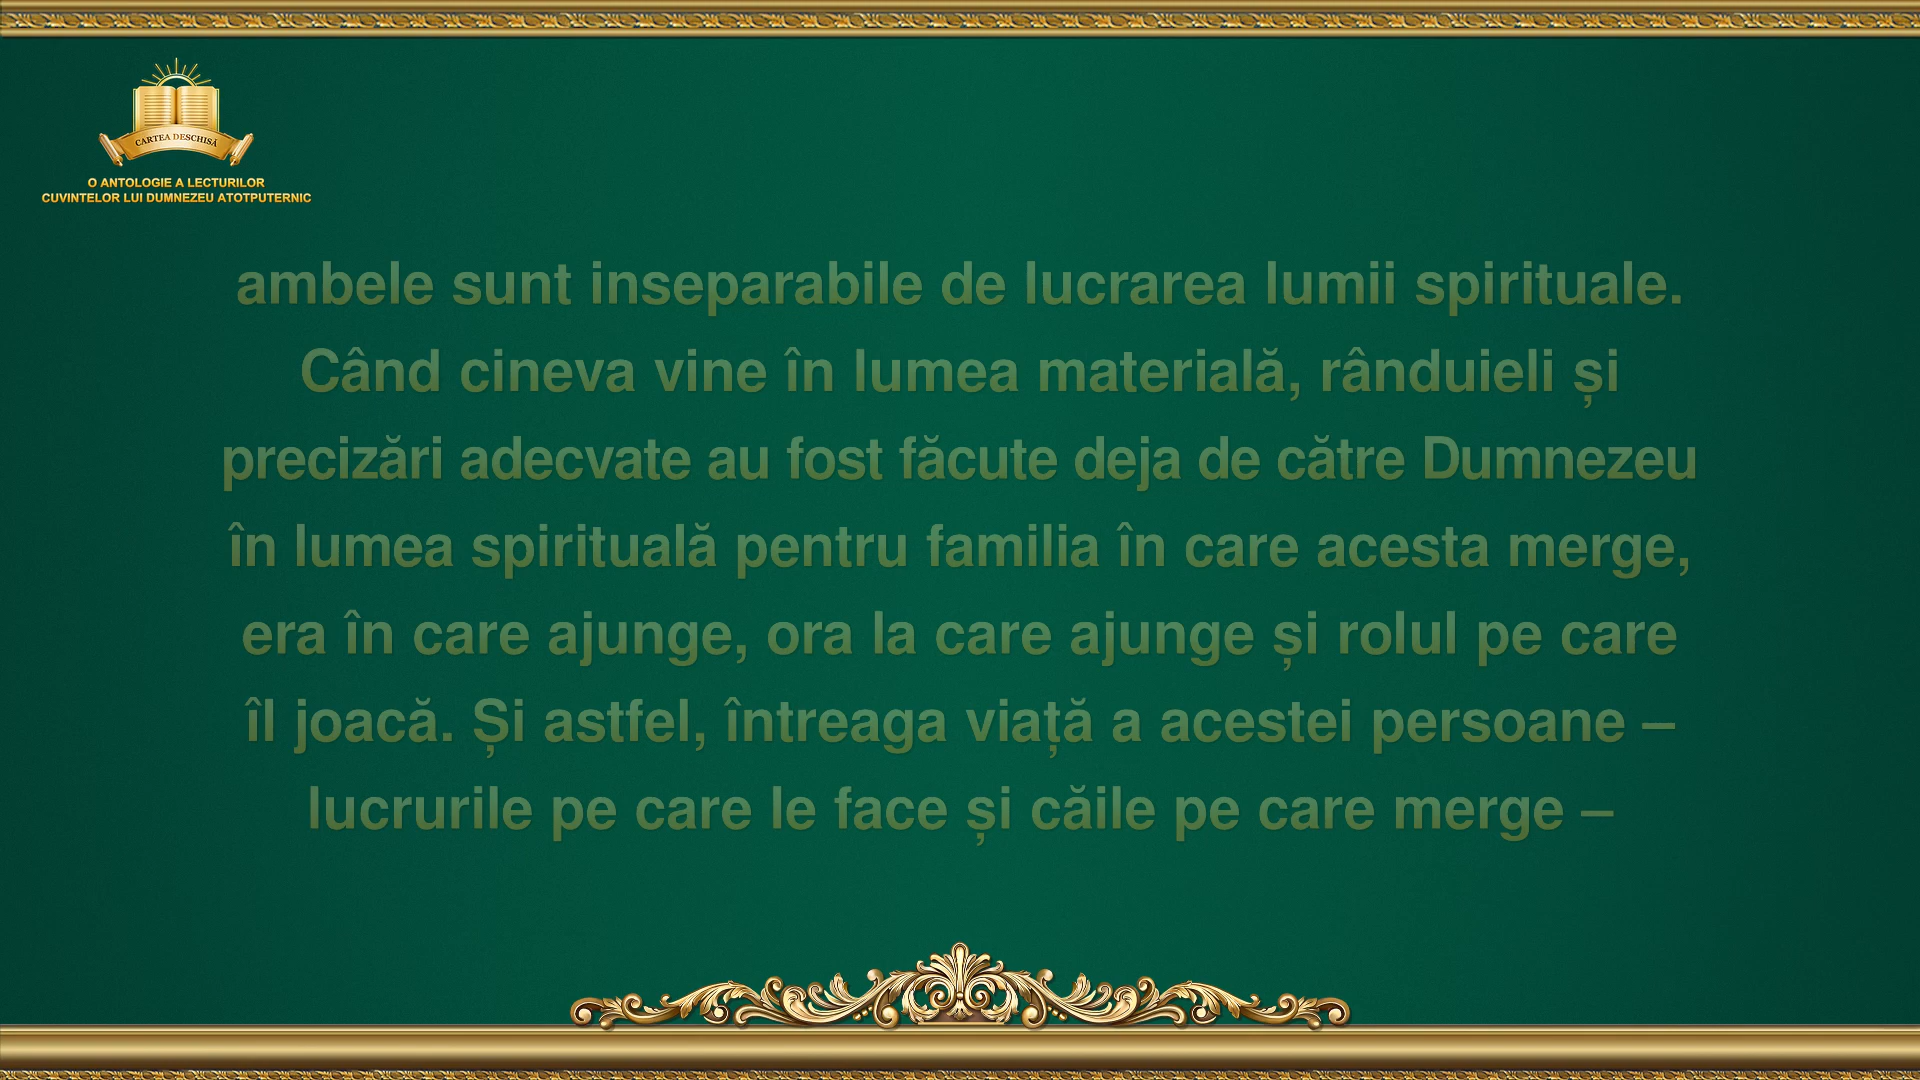 CARTEA DESCHISĂ
O ANTOLOGIE A LECTURILOR
CUVINTELOR LUI DUMNEZEU ATOTPUTERNIC
ambele sunt inseparabile de lucrarea lumii spirituale.
Când cineva vine în lumea materială, rânduieli și
precizări adecvate au fost făcute deja de către Dumnezeu
în lumea spirituală pentru familia în care acesta merge,
era în care ajunge, ora la care ajunge și rolul pe care
îl joacă. Și astfel, întreaga viață a acestei persoane –
lucrurile pe care le face și căile pe care merge –